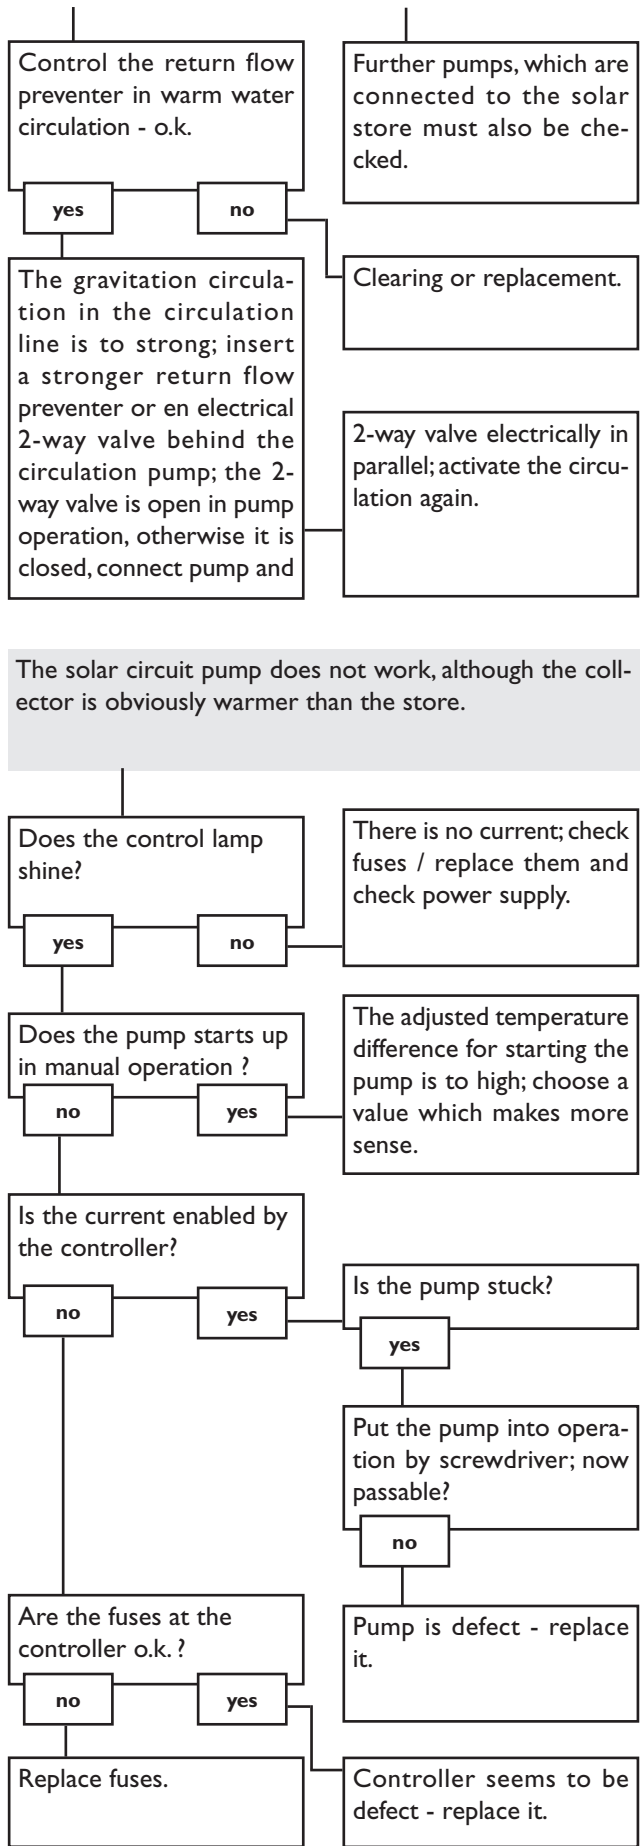 Control the return flow
preventer in warm water
circulation - o.k.
yes
no
Further pumps, which are
connected to the solar
store must also be che-
cked.
Clearing or replacement.
The gravitation circula-
tion in the circulation
line is to strong; insert
a stronger return flow
preventer or en electrical
2-way valve behind the
circulation pump; the 2-
way valve is open in pump
operation, otherwise it is
closed, connect pump and
2-way valve electrically in
parallel; activate the circu-
lation again.
The solar circuit pump does not work, although the coll-
ector is obviously warmer than the store.
Does the control lamp
shine?
yes
no
There is no current; check
fuses / replace them and
check power supply.
Does the pump starts up
in manual operation ?
no
yes
The adjusted temperature
difference for starting the
pump is to high; choose a
value which makes more
sense.
Is the current enabled by
the controller?
no
yes
Is the pump stuck?
yes
Put the pump into opera-
tion by screwdriver; now
passable?
no
Pump is defect - replace
it.
Are the fuses at the
controller o.k. ?
no
yes
Replace fuses.
Controller seems to be
defect - replace it.